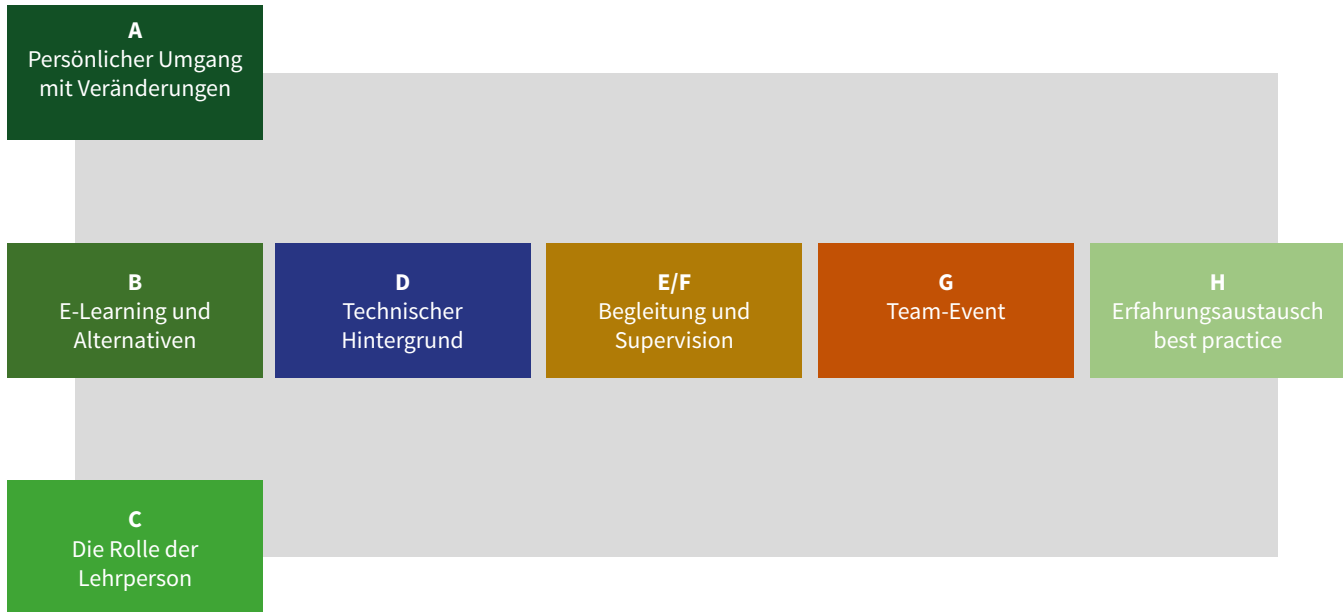 A
Persönlicher Umgang
mit Veränderungen
B
E-Learning und
Alternativen
D
Technischer
Hintergrund
E/F
Begleitung und
Supervision
G
Team-Event
H
Erfahrungsaustausch
best practice
C
Die Rolle der
Lehrperson